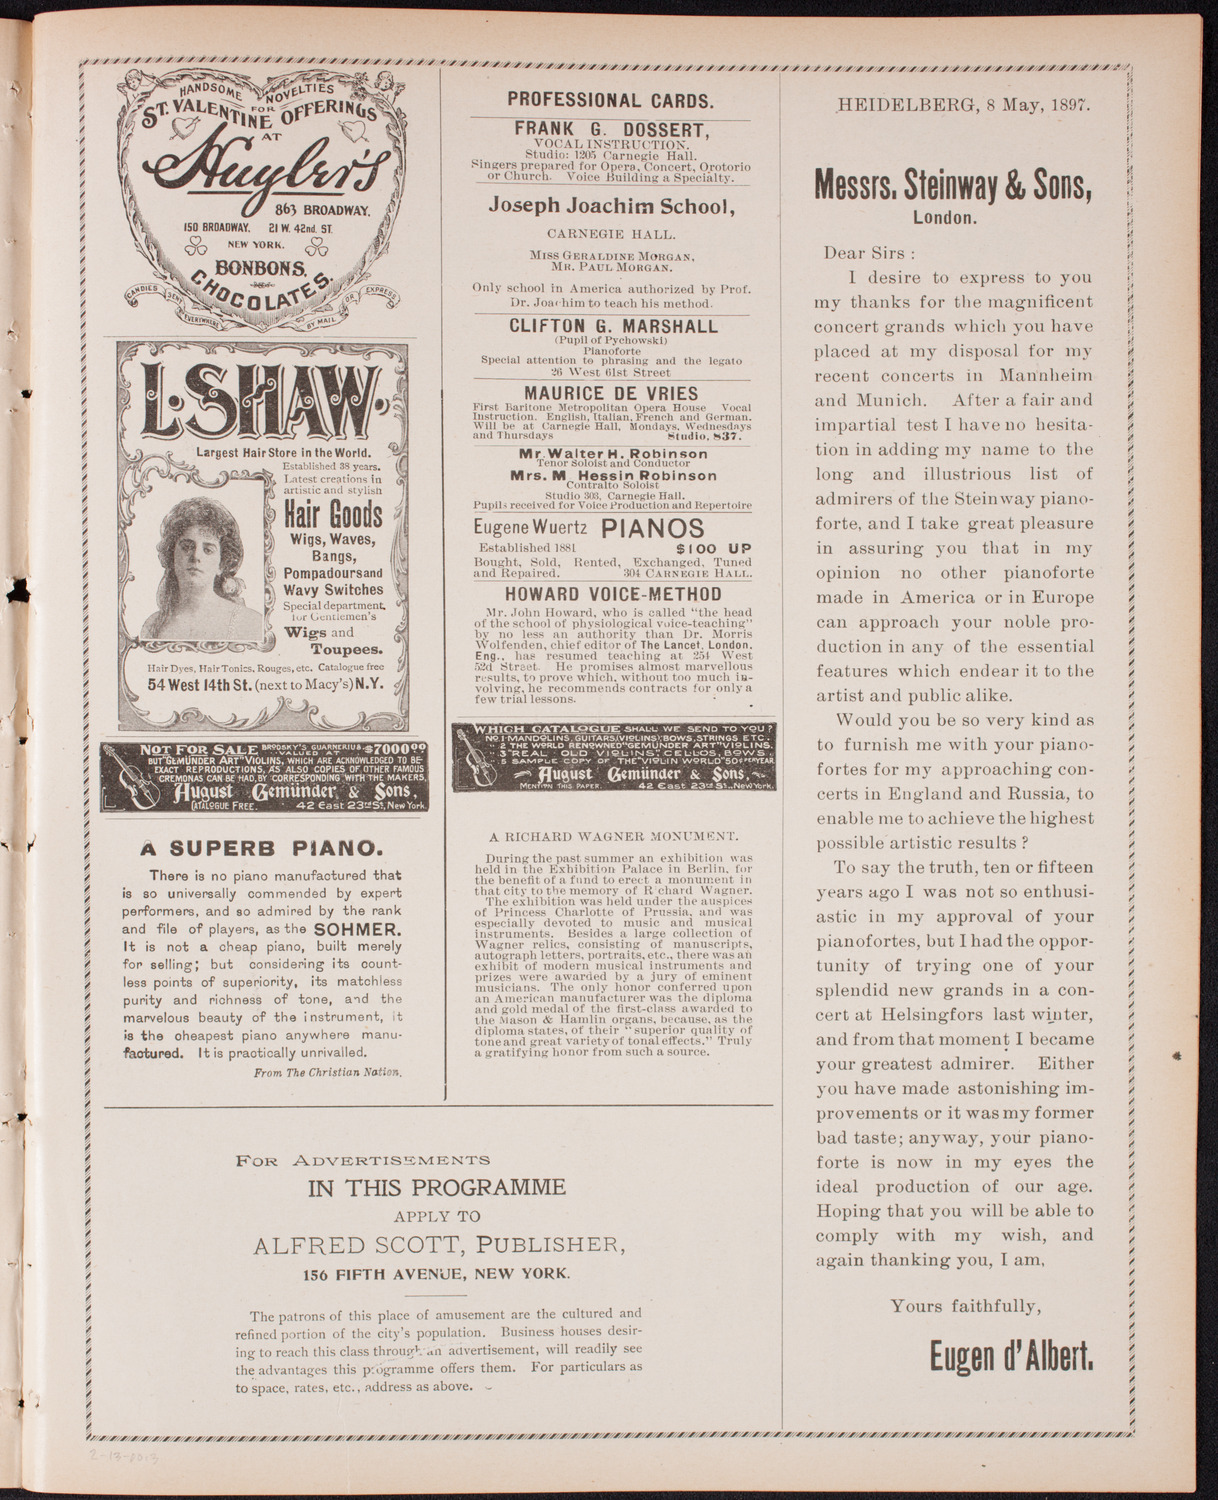 HANDSOME NOVELTIES
FOR
ST. VALENTINE OFFERINGS
AT
Huyler's
863 BROADWAY.
150 BROADWAY. 21 W. 42nd. ST.
NEW YORK.
BONBONS,
CHOCOLATES.
CANDIES SENT EVERYWHERE BY MAIL OR EXPRESS
L. SHAW.
Largest Hair Store in the World.
Established 38 years.
Latest creations in
artistic and stylish
Hair Goods
Wigs, Waves,
Bangs,
Pompadours and
Wavy Switches
Special department
for Gentlemen's
Wigs and
Toupees.
Hair Dyes, Hair Tonics, Rouges, etc. Catalogue free
54 West 14th St. (next to Macy's) N.Y.
NOT FOR SALE BRODSKY'S GUARNERIUS VALUED AT $7000 00
BUT "GEMUNDER ART" VIOLINS, WHICH ARE ACKNOWLEDGED TO BE
EXACT REPRODUCTIONS, AS ALSO COPIES OF OTHER FAMOUS
CREMONAS CAN BE HAD, BY CORRESPONDING WITH THE MAKERS,
August Gemünder & Sons,
CATALOGUE FREE. 42 East 23rd St., New York.
A SUPERB PIANO.
There is no piano manufactured that
is so universally commended by expert
performers, and so admired by the rank
and file of players, as the SOHMER.
It is not a cheap piano, built merely
for selling; but considering its count-
less points of superiority, its matchless
purity and richness of tone, and the
marvelous beauty of the instrument, it
is the cheapest piano anywhere manu-
factured. It is practically unrivalled.
From The Christian Nation.
PROFESSIONAL CARDS.
FRANK G. DOSSERT,
VOCAL INSTRUCTION.
Studio: 1205 Carnegie Hall.
Singers prepared for Opera, Concert, Orotorio
or Church. Voice Building a Specialty.
Joseph Joachim School,
CARNEGIE HALL.
MISS GERALDINE MORGAN,
MR. PAUL MORGAN.
Only school in America authorized by Prof.
Dr. Joachim to teach his method.
CLIFTON G. MARSHALL
(Pupil of Pychowski)
Pianoforte
Special attention to phrasing and the legato
26 West 61st Street
MAURICE DE VRIES
First Baritone Metropolitan Opera House Vocal
Instruction. English, Italian, French and German.
Will be at Carnegie Hall, Mondays, Wednesdays
and Thursdays Studio, 837.
Mr. Walter H. Robinson
Tenor Soloist and Conductor
Mrs. M Hessin Robinson
Contralto Soloist
Studio 303, Carnegie Hall.
Pupils received for Voice Production and Repertoire
Eugene Wuertz PIANOS
Established 1881 $100 UP
Bought, Sold, Rented, Exchanged, Tuned
and Repaired. 304 CARNEGIE HALL.
HOWARD VOICE-METHOD
Mr. John Howard, who is called "the head
of the school of physiological voice-teaching"
by no less an authority than Dr. Morris
Wolfenden, chief editor of The Lancet, London,
Eng., has resumed teaching at 254 West
52d Street. He promises almost marvellous
results, to prove which, without too much in-
volving, he recommends contracts for only a
few trial lessons.
WHICH CATALOGUE SHALL WE SEND TO YOU?
NO. 1 MANDOLINS, GUITARS, (VIOLINS) BOWS, STRINGS ETC.
" 2 THE WORLD RENOWNED "GEMUNDER ART" VIOLINS.
" 3 "REAL" OLD VIOLINS, CELLOS, BOWS.
" 5 SAMPLE COPY OF THE "VIOLIN WORLD" 50¢ PER YEAR.
August Gemünder & Sons,
MENTION THIS PAPER. 42 East 23rd St., New York.
A RICHARD WAGNER MONUMENT.
During the past summer an exhibition was
held in the Exhibition Palace in Berlin, for
the benefit of a fund to erect a monument in
that city to the memory of R chard Wagner.
The exhibition was held under the auspices
of Princess Charlotte of Prussia, and was
especially devoted to music and musical
instruments. Besides a large collection of
Wagner relics, consisting of manuscripts,
autograph letters, portraits, etc., there was an
exhibit of modern musical instruments and
prizes were awarded by a jury of eminent
musicians. The only honor conferred upon
an American manufacturer was the diploma
and gold medal of the first-class awarded to
the Mason & Hamlin organs, because, as the
diploma states, of their "superior quality of
tone and great variety of tonal effects." Truly
a gratifying honor from such a source.
FOR ADVERTISEMENTS
IN THIS PROGRAMME
APPLY TO
ALFRED SCOTT, PUBLISHER,
156 FIFTH AVENUE, NEW YORK.
The patrons of this place of amusement are the cultured and
refined portion of the city's population. Business houses desir-
ing to reach this class through an advertisement, will readily see
the advantages this programme offers them. For particulars as
to space, rates, etc., address as above.
HEIDELBERG, 8 May, 1897.
Messrs. Steinway & Sons,
London.
Dear Sirs :
I desire to express to you
my thanks for the magnificent
concert grands which you have
placed at my disposal for my
recent concerts in Mannheim
and Munich. After a fair and
impartial test I have no hesita-
tion in adding my name to the
long and illustrious list of
admirers of the Steinway piano-
forte, and I take great pleasure
in assuring you that in my
opinion no other pianoforte
made in America or in Europe
can approach your noble pro-
duction in any of the essential
features which endear it to the
artist and public alike.
Would you be so very kind as
to furnish me with your piano-
fortes for my approaching con-
certs in England and Russia, to
enable me to achieve the highest
possible artistic results ?
To say the truth, ten or fifteen
years ago I was not so enthusi-
astic in my approval of your
pianofortes, but I had the oppor-
tunity of trying one of your
splendid new grands in a con-
cert at Helsingfors last winter,
and from that moment I became
your greatest admirer. Either
you have made astonishing im-
provements or it was my former
bad taste; anyway, your piano-
forte is now in my eyes the
ideal production of our age.
Hoping that you will be able to
comply with my wish, and
again thanking you, I am,
Yours faithfully,
Eugen d'Albert.